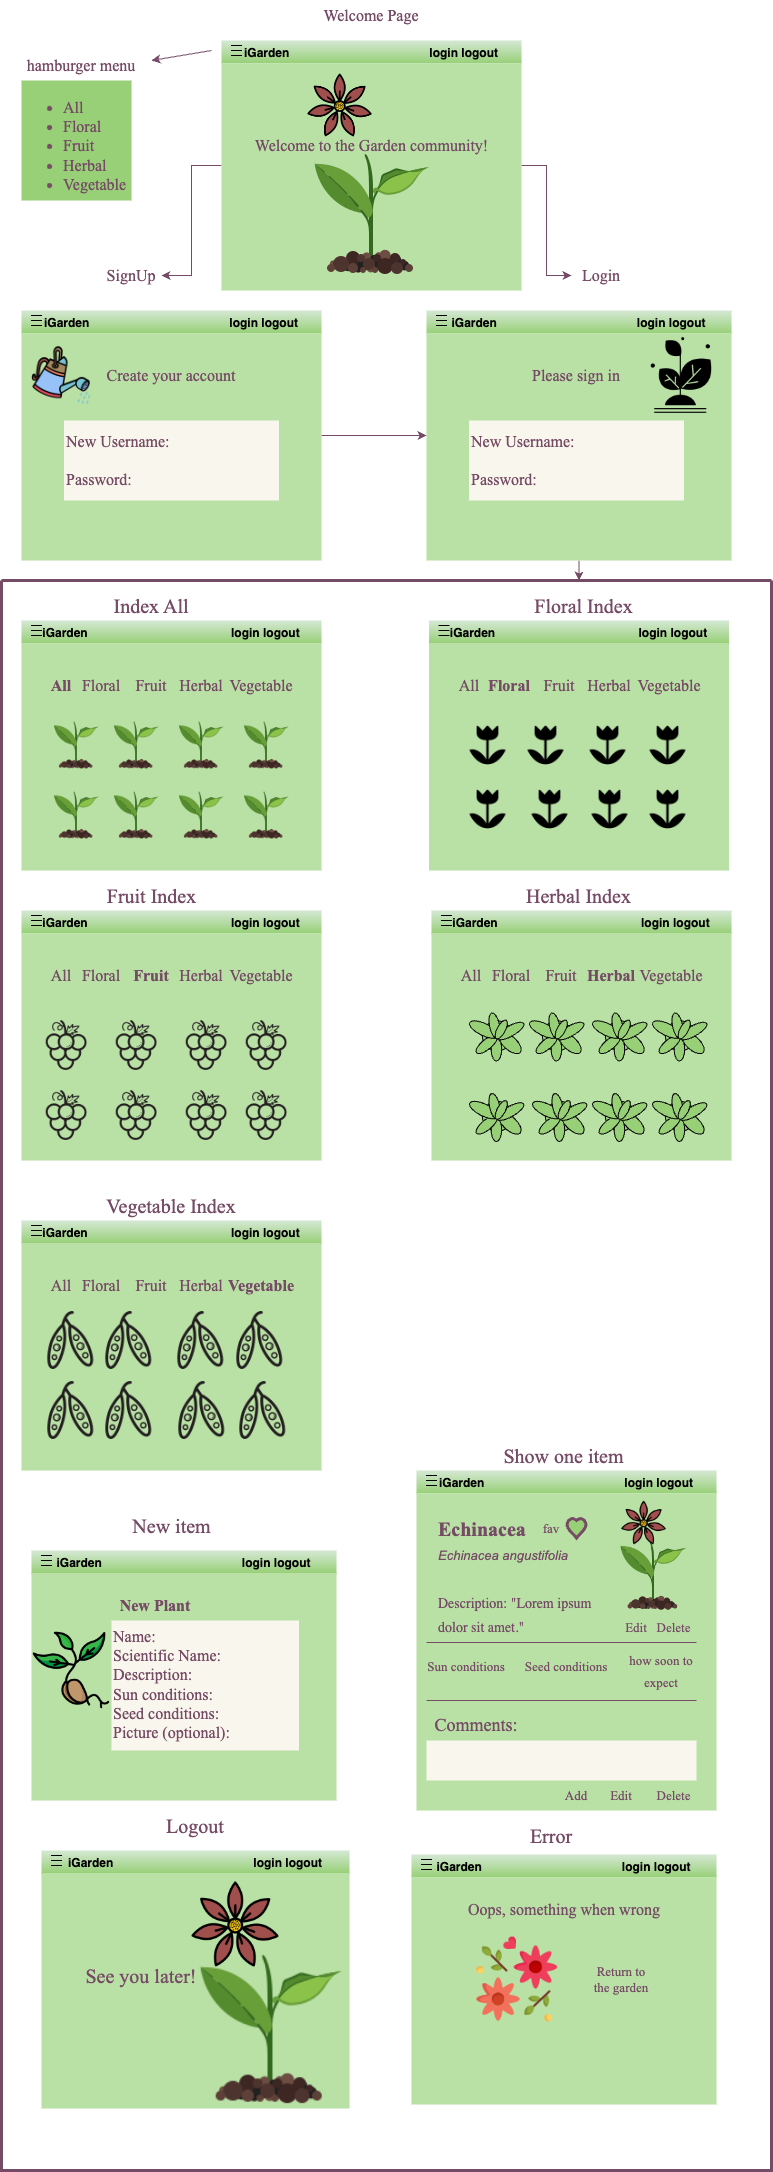 Welcome Page
☰iGarden login logout
hamburger menu
• All
• Floral
• Fruit
• Herbal
• Vegetable
Welcome to the Garden community!
SignUp
Login
☰iGarden login logout
Create your account
New Username:
Password:
☰ iGarden login logout
Please sign in
New Username:
Password:
Index All
☰iGarden login logout
All Floral Fruit Herbal Vegetable
Floral Index
☰iGarden login logout
All Floral Fruit Herbal Vegetable
Fruit Index
☰iGarden login logout
All Floral Fruit Herbal Vegetable
Herbal Index
☰iGarden login logout
All Floral Fruit Herbal Vegetable
Vegetable Index
☰iGarden login logout
All Floral Fruit Herbal Vegetable
Show one item
☰iGarden login logout
Echinacea fav
Echinacea angustifolia
Description: "Lorem ipsum
dolor sit amet."
Edit Delete
Sun conditions Seed conditions how soon to
expect
Comments:
Add Edit Delete
New item
☰ iGarden login logout
New Plant
Name:
Scientific Name:
Description:
Sun conditions:
Seed conditions:
Picture (optional):
Logout
☰ iGarden login logout
See you later!
Error
☰ iGarden login logout
Oops, something when wrong
Return to
the garden